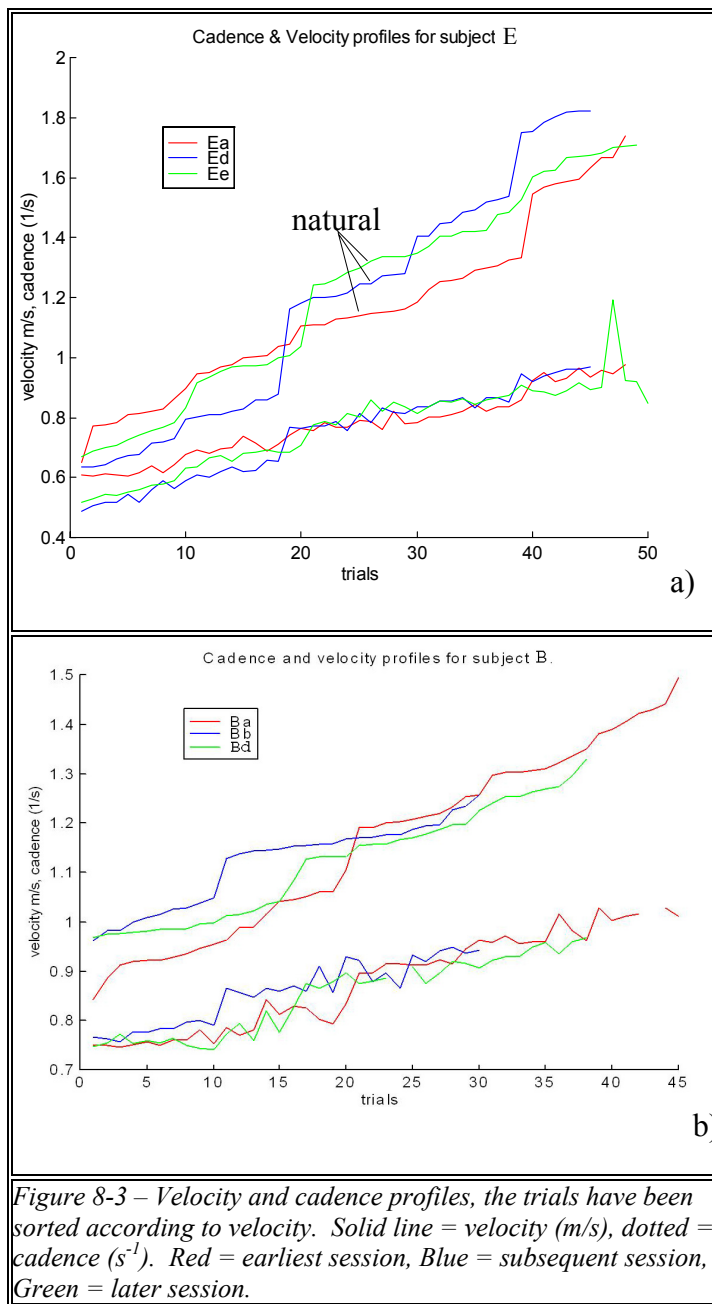 Cadence & Velocity profiles for subject E
2
1.8
1.6
1.4
1.2
1
0.8
0.6
0.4
Ea
Ed
Ee
natural
velocity m/s, cadence (1/s)
0 10 20 30 40 50
trials
a)
Cadence and velocity profiles for subject B.
1.5
1.4
1.3
1.2
1.1
1
0.9
0.8
0.7
Ba
Bb
Bd
velocity m/s, cadence (1/s)
0 5 10 15 20 25 30 35 40 45
trials
b)
Figure 8-3 – Velocity and cadence profiles, the trials have been
sorted according to velocity. Solid line = velocity (m/s), dotted =
cadence (s⁻¹). Red = earliest session, Blue = subsequent session,
Green = later session.